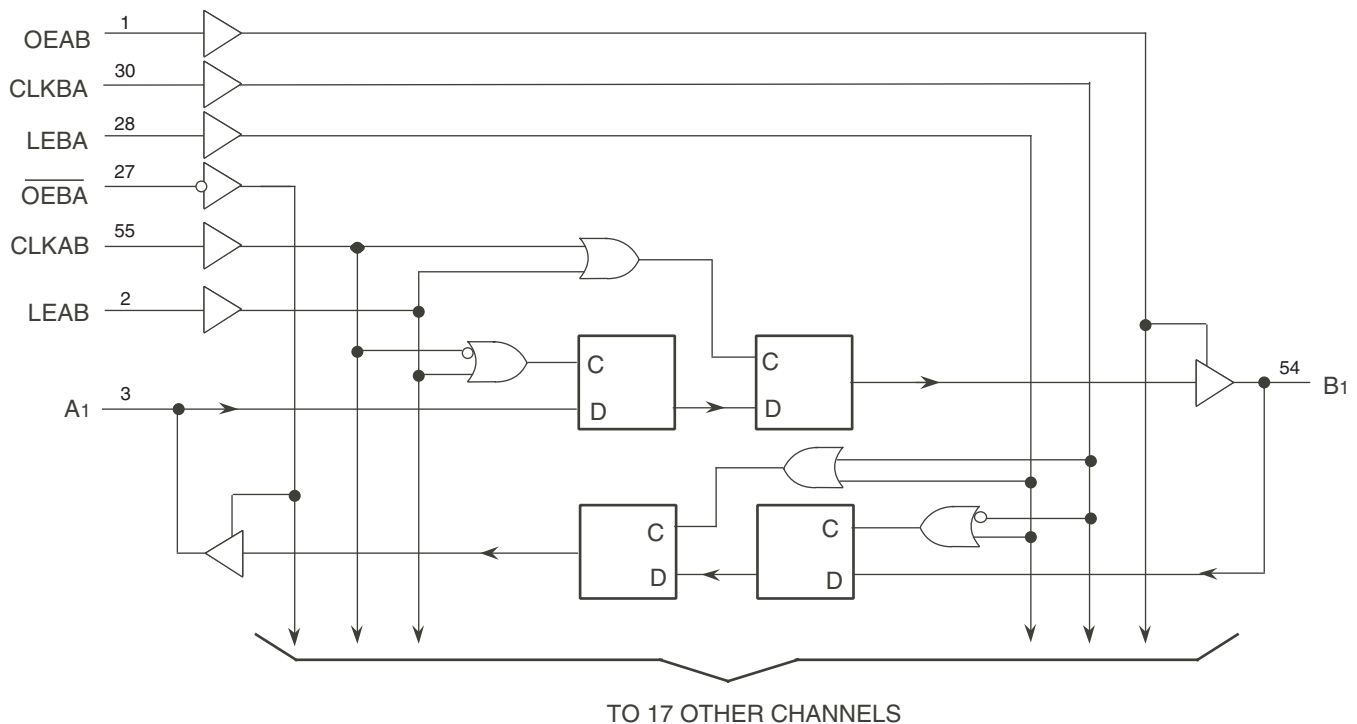 OEAB 1
CLKBA 30
LEBA 28
OEBA 27
CLKAB 55
LEAB 2
C
C
54
B1
A1 3
D
D
C
C
D
D
TO 17 OTHER CHANNELS